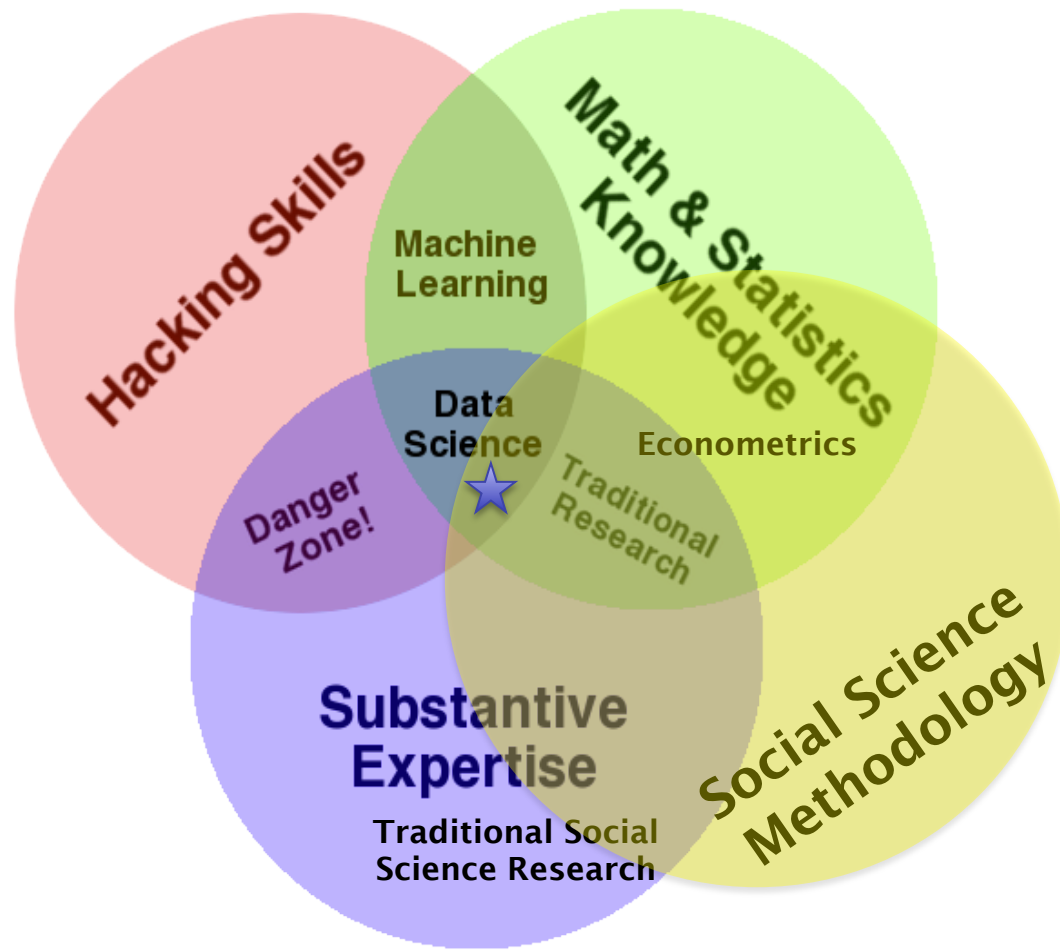 Hacking Skills
Math & Statistics
Knowledge
Machine
Learning
Data
Science
Econometrics
Traditional
Research
Danger
Zone!
Substantive
Expertise
Social Science
Methodology
Traditional Social
Science Research